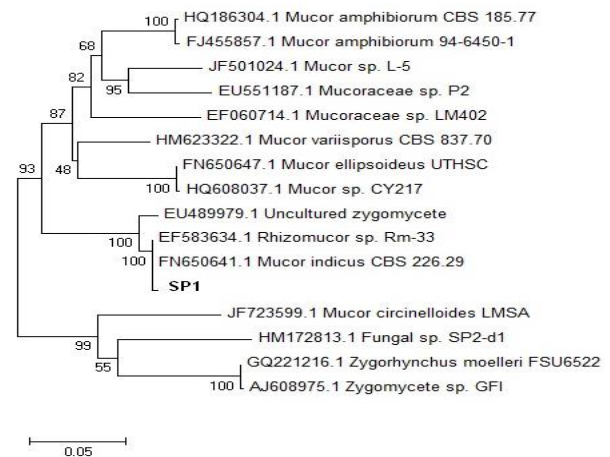 HQ186304.1 Mucor amphibiorum CBS 185.77
100
FJ455857.1 Mucor amphibiorum 94-6450-1
68
JF501024.1 Mucor sp. L-5
82
95
EU551187.1 Mucoraceae sp. P2
87
EF060714.1 Mucoraceae sp. LM402
HM623322.1 Mucor variisporus CBS 837.70
93
48
FN650647.1 Mucor ellipsoideus UTHSC
100
HQ608037.1 Mucor sp. CY217
EU489979.1 Uncultured zygomycete
100
EF583634.1 Rhizomucor sp. Rm-33
100
FN650641.1 Mucor indicus CBS 226.29
SP1
JF723599.1 Mucor circinelloides LMSA
99
HM172813.1 Fungal sp. SP2-d1
55
GQ221216.1 Zygorhynchus moelleri FSU6522
100
AJ608975.1 Zygomycete sp. GFI
0.05